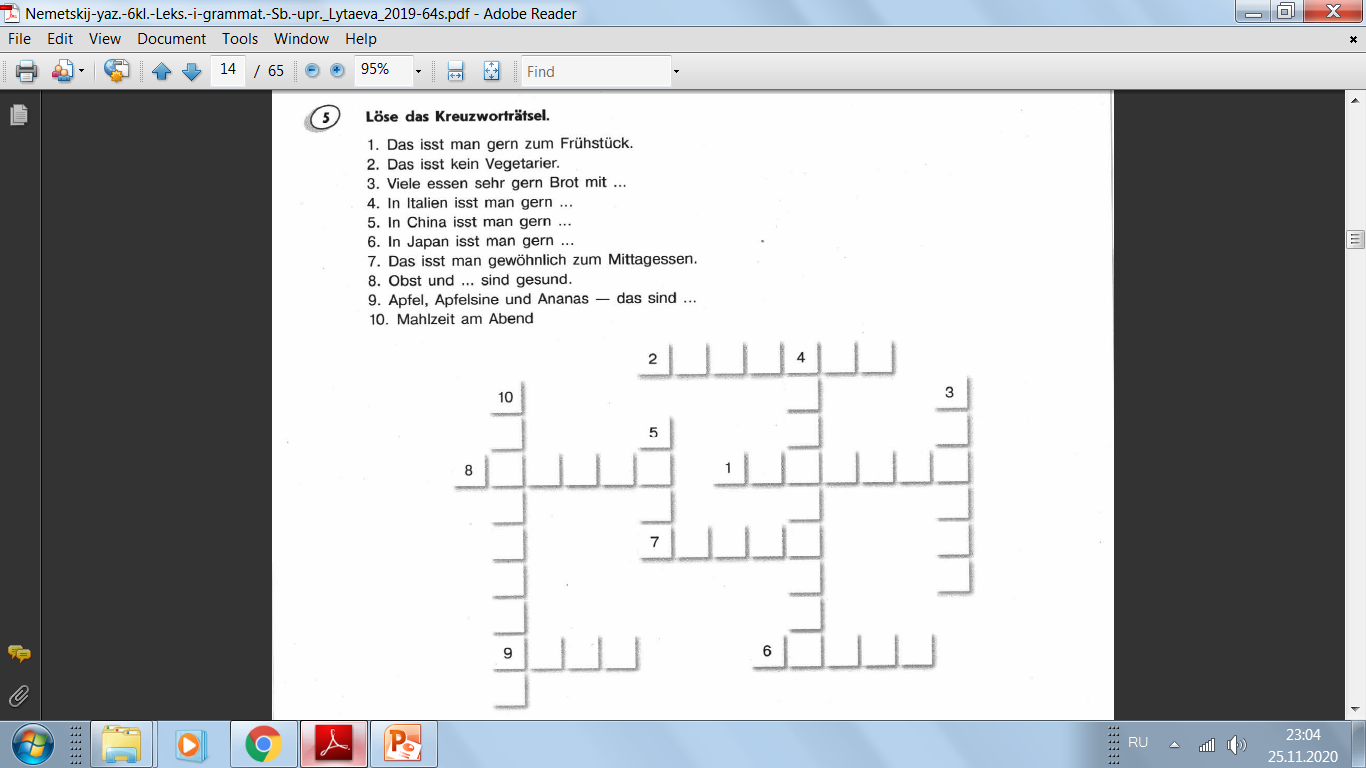 Nemetskij-yaz.-6kl.-Leks.-i-grammat.-Sb.-upr._Lytaeva_2019-64s.pdf - Adobe Reader
File Edit View Document Tools Window Help
14 / 65 95% Find
5 Löse das Kreuzworträtsel.
1. Das isst man gern zum Frühstück.
2. Das isst kein Vegetarier.
3. Viele essen sehr gern Brot mit ...
4. In Italien isst man gern ...
5. In China isst man gern ...
6. In Japan isst man gern ...
7. Das isst man gewöhnlich zum Mittagessen.
8. Obst und ... sind gesund.
9. Apfel, Apfelsine und Ananas — das sind ...
10. Mahlzeit am Abend
2 4
10 3
5
8 1
7
9 6
RU 23:04
25.11.2020